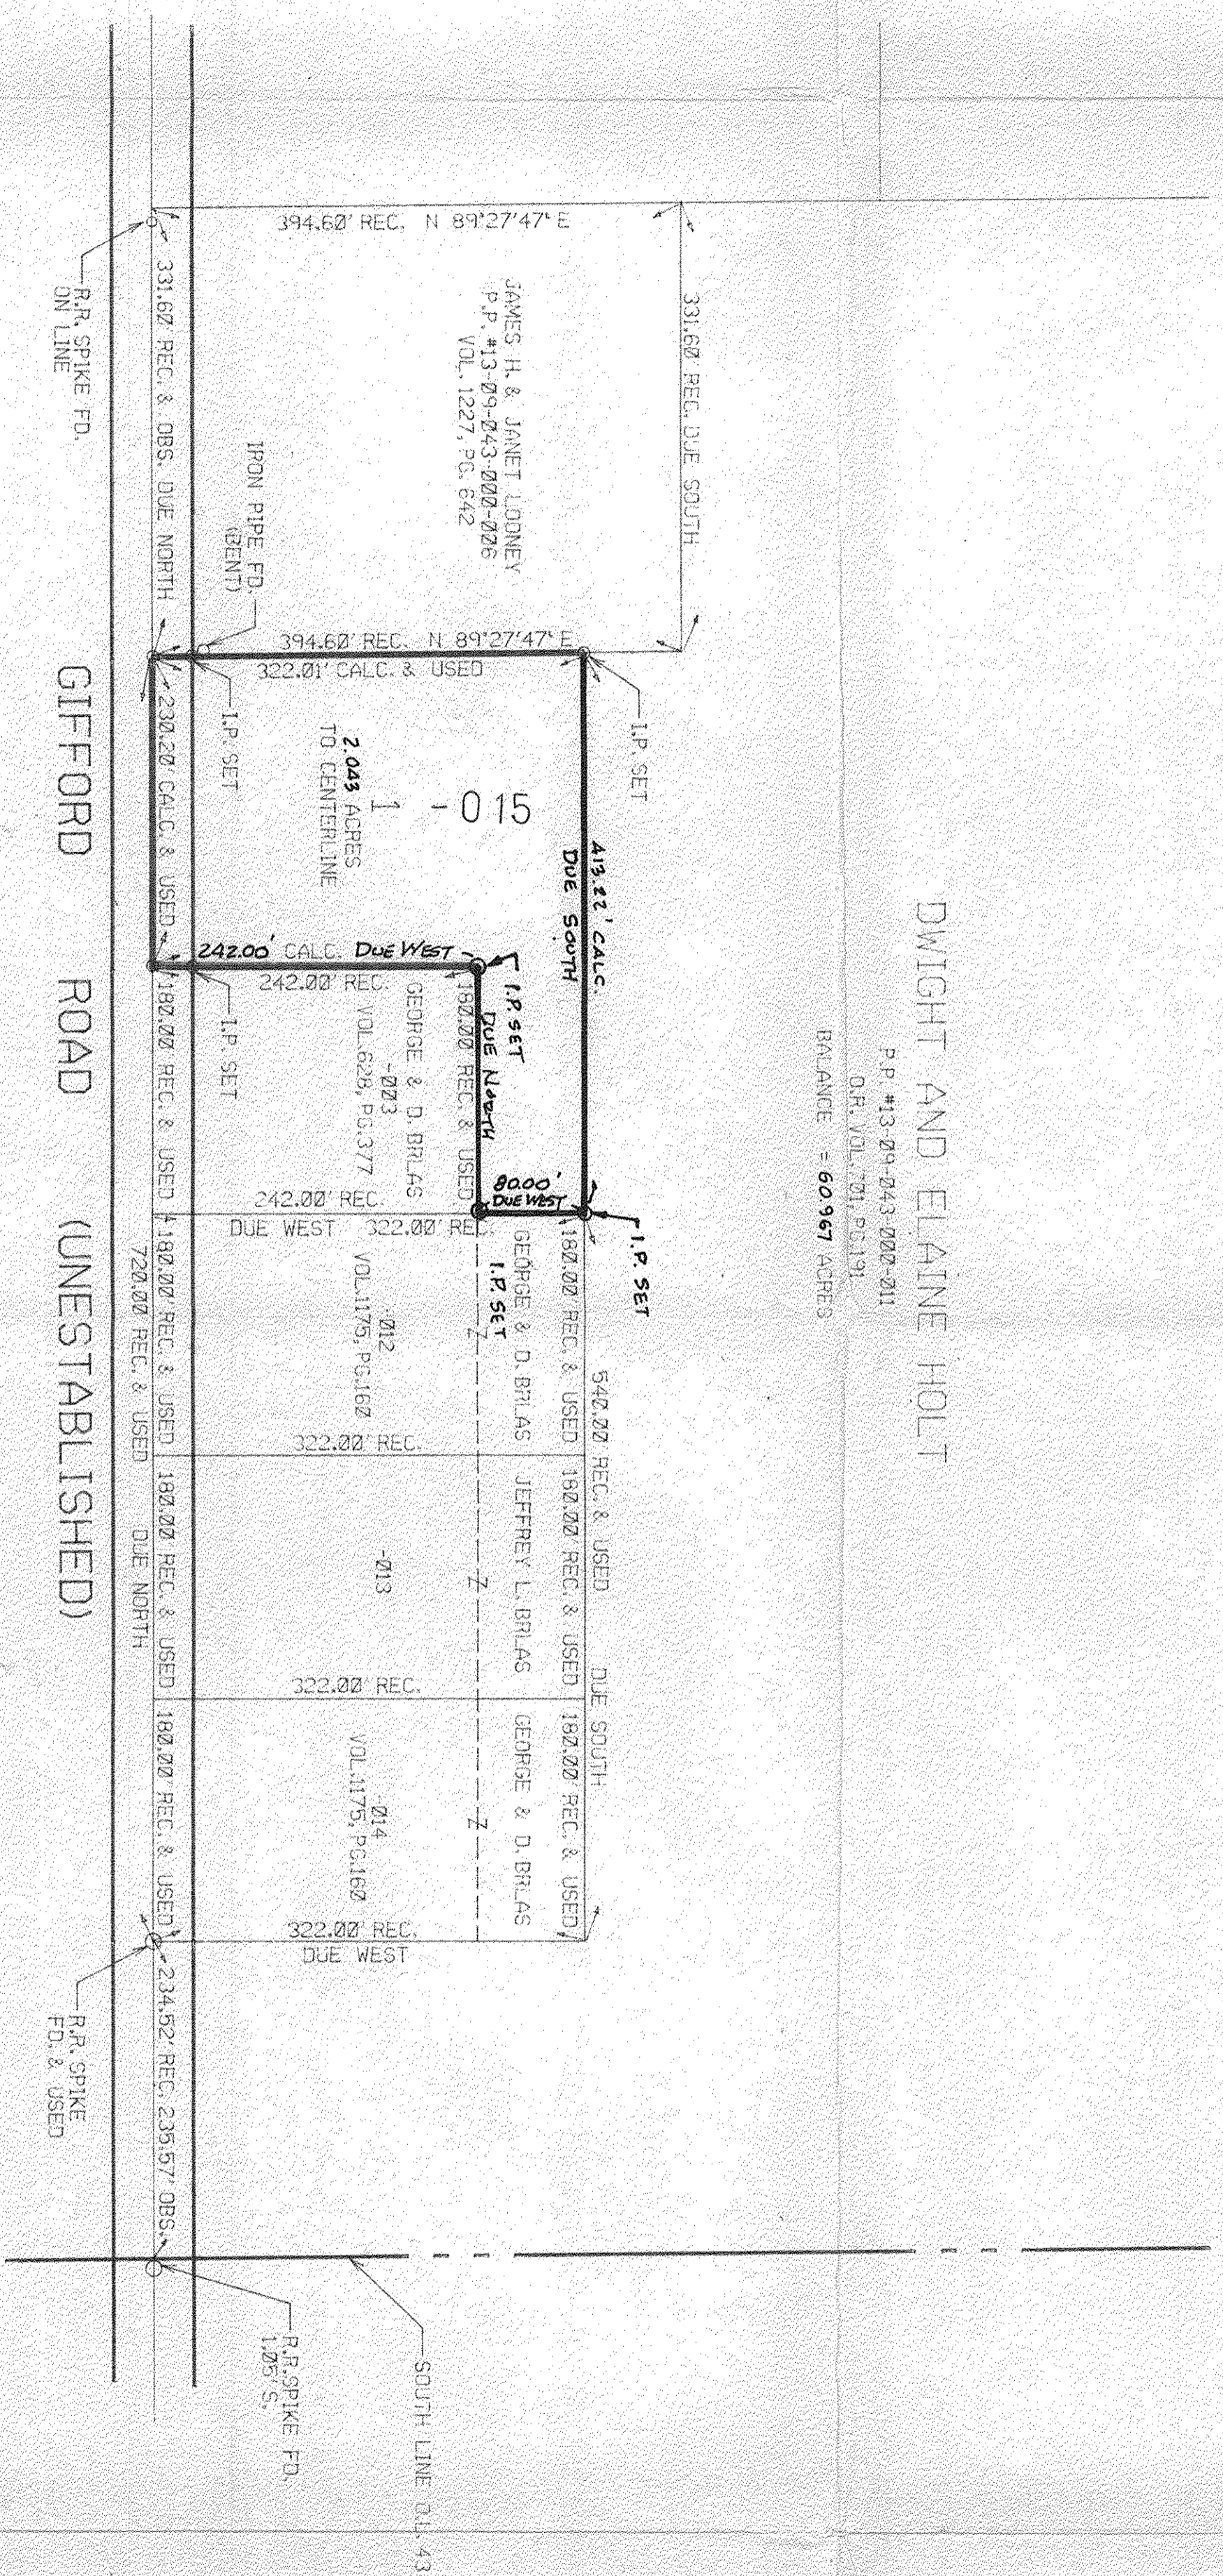 394.60' REC. N 89°27'47" E
R.R. SPIKE FD.
ON LINE
331.60' REC. & OBS. DUE NORTH
331.60 REC. DUE SOUTH
JAMES H. & JANET LOONEY
P.P. #13-09-043-000-006
VOL. 1227, PG. 642
IRON PIPE FD.
(BENT)
394.60' REC. N 89°27'47" E
322.01' CALC. & USED
I.P. SET
I.P. SET
230.20' CALC. & USED
-015
1
2.043 ACRES
TO CENTERLINE
413.22' CALC.
DUE SOUTH
242.00' CALC. DUE WEST
242.00' REC.
I.P. SET
I.P. SET
180.00' REC. & USED
DUE NORTH
180.00' REC. & USED
GEORGE & D. BRLAS
-003
VOL. 628, PG. 377
80.00'
DUE WEST
I.P. SET
I.P. SET
242.00' REC.
DUE WEST 322.00' REC.
DWIGHT AND ELAINE HOLT
P.P. #13-09-043-000-011
O.R. VOL. 701, PG. 191
BALANCE = 60.967 ACRES
180.00' REC. & USED
720.00 REC. & USED DUE NORTH
-012
VOL. 1175, PG. 160
GEORGE & D. BRLAS
180.00 REC. & USED
540.00 REC. & USED DUE SOUTH
Z
322.00' REC.
180.00 REC. & USED
-013
JEFFREY L. BRLAS
180.00 REC. & USED
Z
322.00' REC.
180.00' REC. & USED
-014
VOL. 1175, PG. 160
GEORGE & D. BRLAS
180.00 REC. & USED
Z
322.00' REC.
DUE WEST
GIFFORD ROAD (UNESTABLISHED)
R.R. SPIKE
FD. & USED
234.52' REC. 235.57' OBS.
R.R. SPIKE FD.
1.05' S.
SOUTH LINE O.L. 43